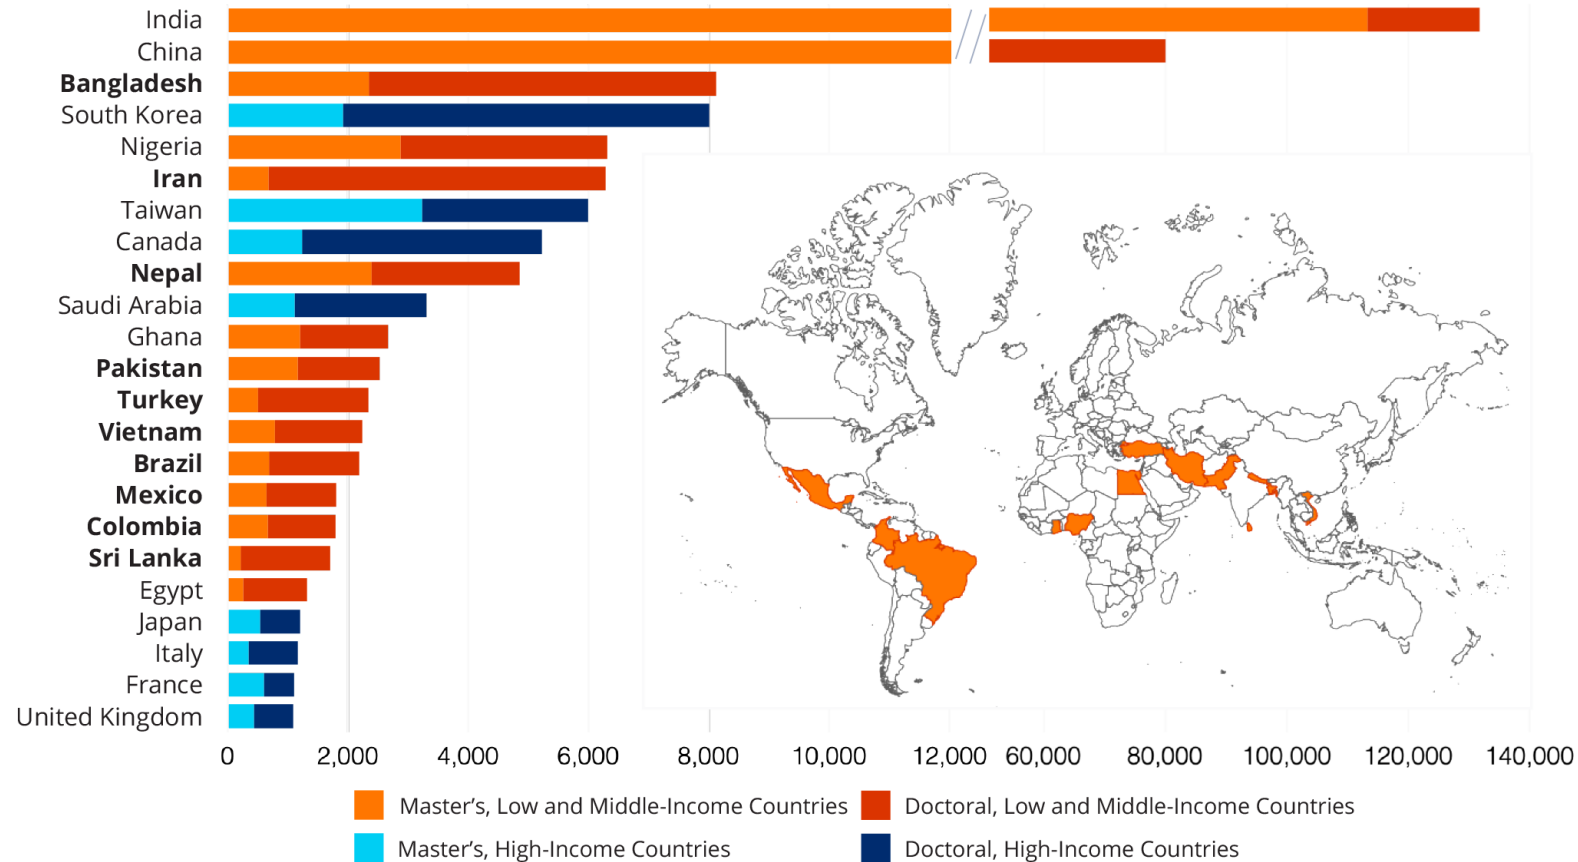 India
China
Bangladesh
South Korea
Nigeria
Iran
Taiwan
Canada
Nepal
Saudi Arabia
Ghana
Pakistan
Turkey
Vietnam
Brazil
Mexico
Colombia
Sri Lanka
Egypt
Japan
Italy
France
United Kingdom
0 2,000 4,000 6,000 8,000 10,000 12,000 60,000 80,000 100,000 120,000 140,000
Master's, Low and Middle-Income Countries Doctoral, Low and Middle-Income Countries
Master's, High-Income Countries Doctoral, High-Income Countries